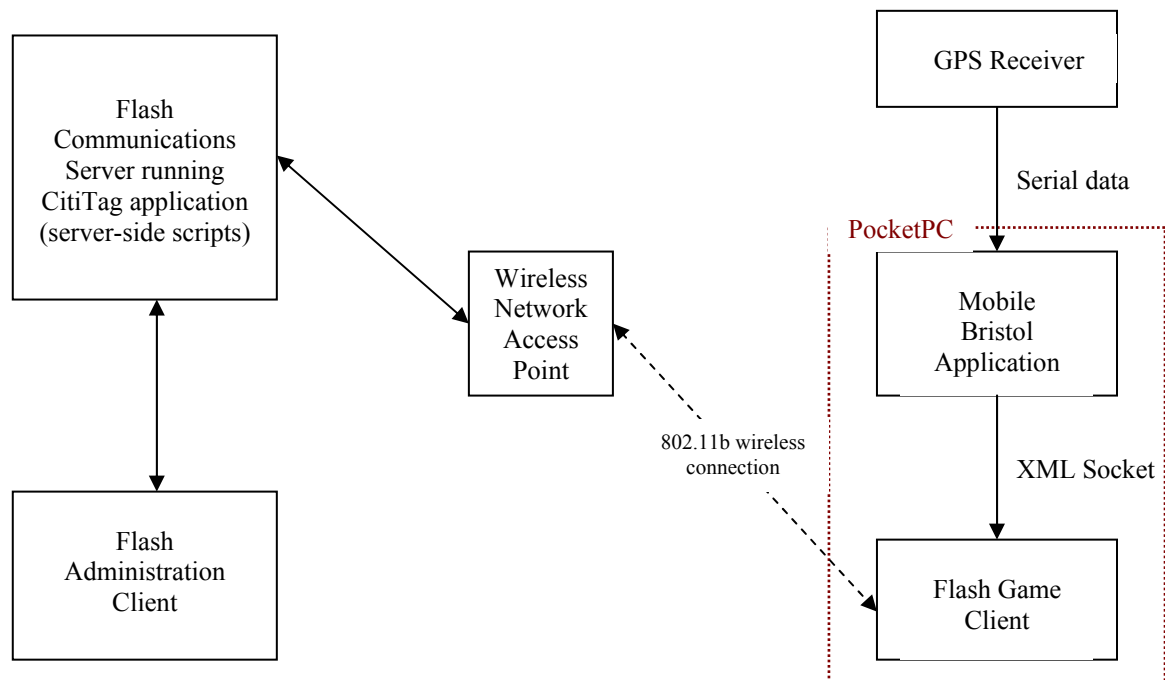 Flash
Communications
Server running
CitiTag application
(server-side scripts)
GPS Receiver
Serial data
PocketPC
Wireless
Network
Access
Point
Mobile
Bristol
Application
802.11b wireless
connection
XML Socket
Flash
Administration
Client
Flash Game
Client